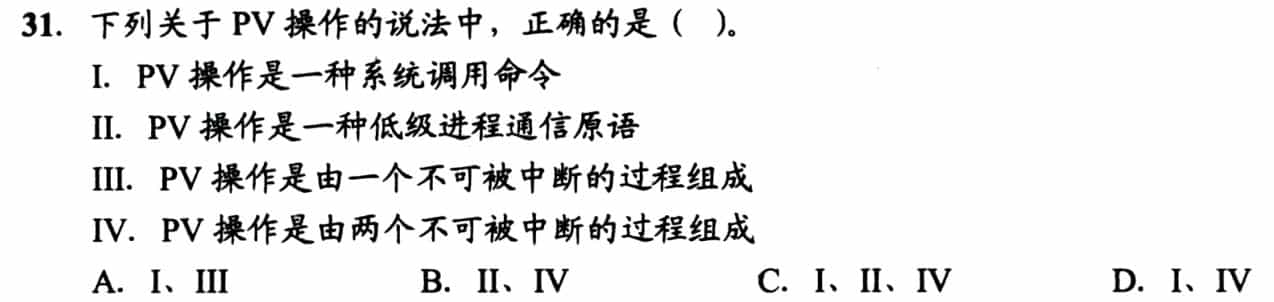 31. 下列关于 PV 操作的说法中，正确的是（ ）。
I. PV 操作是一种系统调用命令
II. PV 操作是一种低级进程通信原语
III. PV 操作是由一个不可被中断的过程组成
IV. PV 操作是由两个不可被中断的过程组成
A. I、III B. II、IV C. I、II、IV D. I、IV